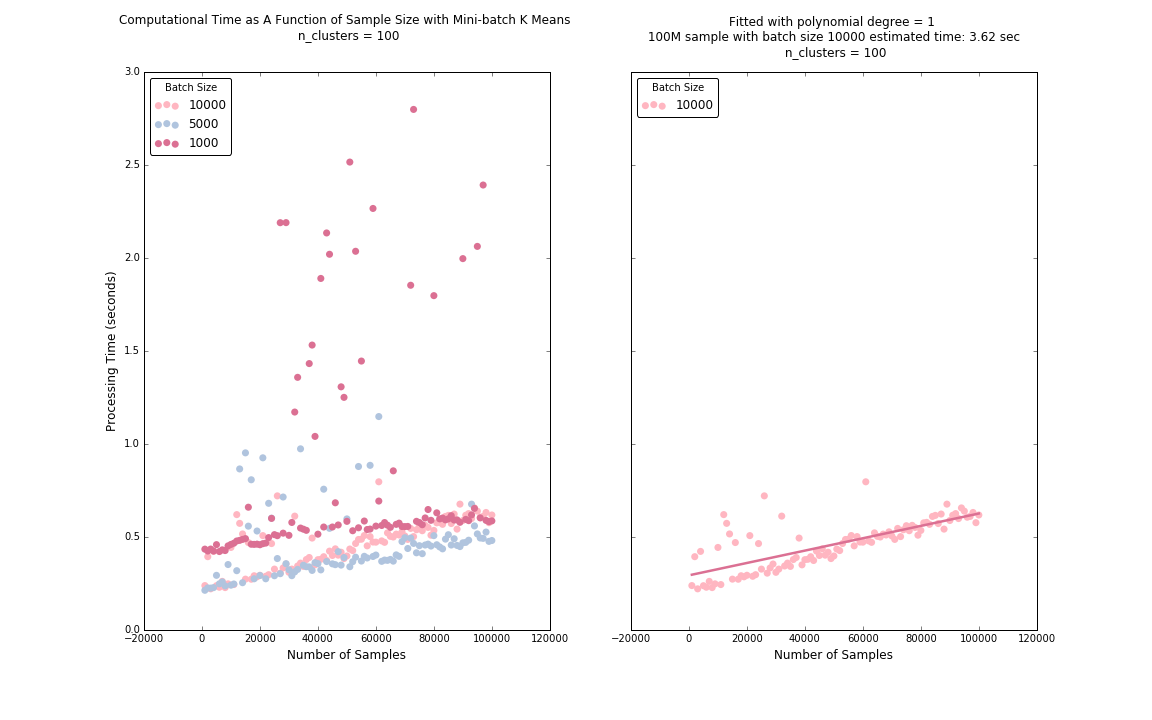 Computational Time as A Function of Sample Size with Mini-batch K Means
n_clusters = 100
3.0
2.5
2.0
1.5
1.0
0.5
0.0
Processing Time (seconds)
Batch Size
10000
5000
1000
−20000 0 20000 40000 60000 80000 100000 120000
Number of Samples
Fitted with polynomial degree = 1
100M sample with batch size 10000 estimated time: 3.62 sec
n_clusters = 100
Batch Size
10000
−20000 0 20000 40000 60000 80000 100000 120000
Number of Samples